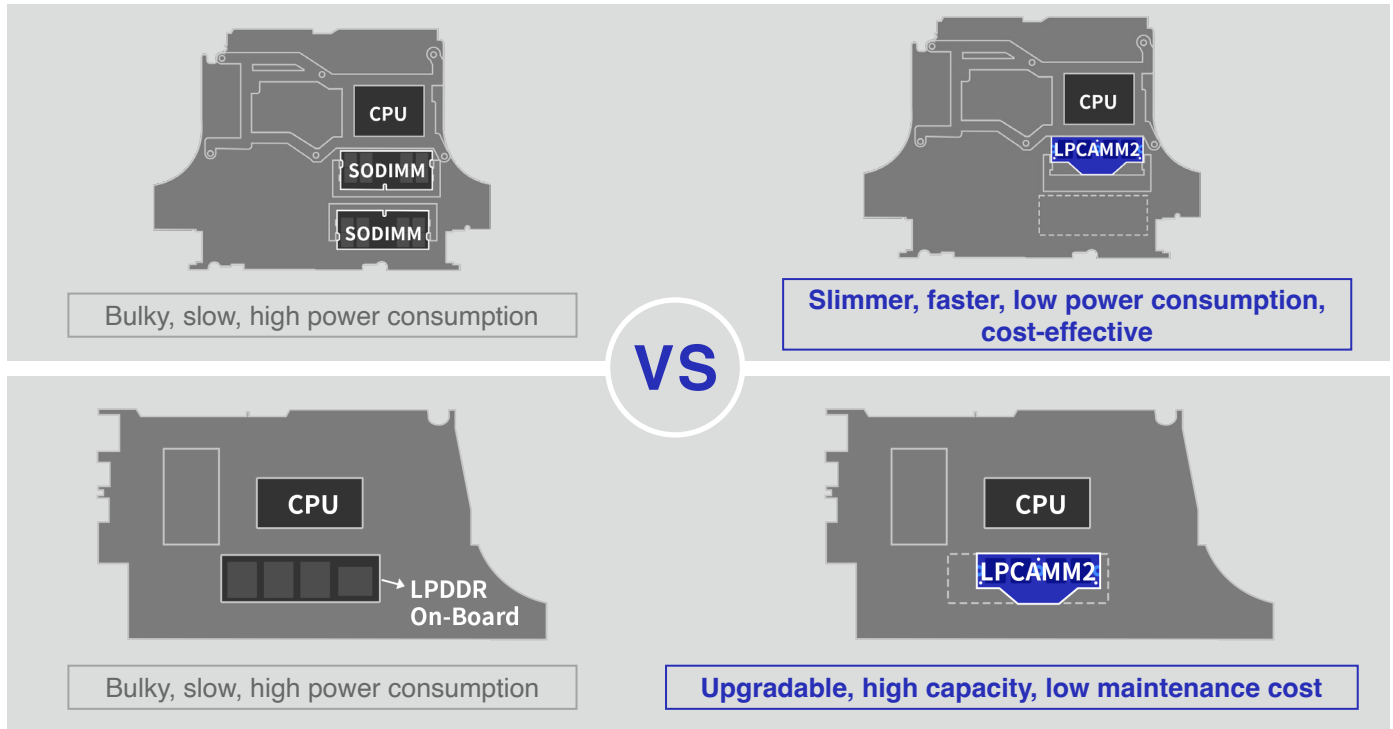 CPU
SODIMM
SODIMM
Bulky, slow, high power consumption
CPU
LPCAMM2
Slimmer, faster, low power consumption,
cost-effective
VS
CPU
LPDDR
On-Board
Bulky, slow, high power consumption
CPU
LPCAMM2
Upgradable, high capacity, low maintenance cost